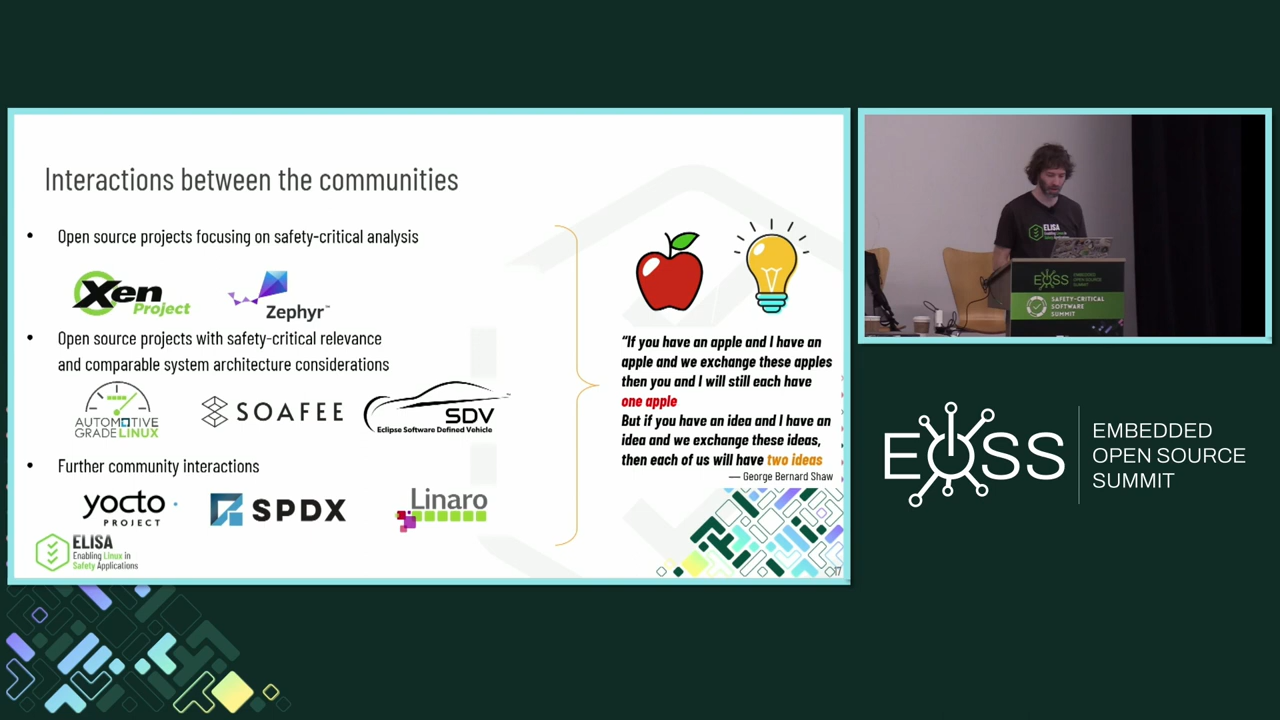 Interactions between the communities
• Open source projects focusing on safety-critical analysis
Xen
Project
Zephyr™
• Open source projects with safety-critical relevance
and comparable system architecture considerations
AUTOMOTIVE
GRADELINUX
SOAFEE
SDV
Eclipse Software Defined Vehicle
• Further community interactions
yocto
PROJECT
SPDX
Linaro
ELISA
Enabling Linux in
Safety Applications
“If you have an apple and I have an
apple and we exchange these apples
then you and I will still each have
one apple
But if you have an idea and I have an
idea and we exchange these ideas,
then each of us will have two ideas
— George Bernard Shaw
17
ELISA
EOSS
EMBEDDED
OPEN SOURCE
SUMMIT
SAFETY-CRITICAL
SOFTWARE
SUMMIT
EOSS
EMBEDDED
OPEN SOURCE
SUMMIT